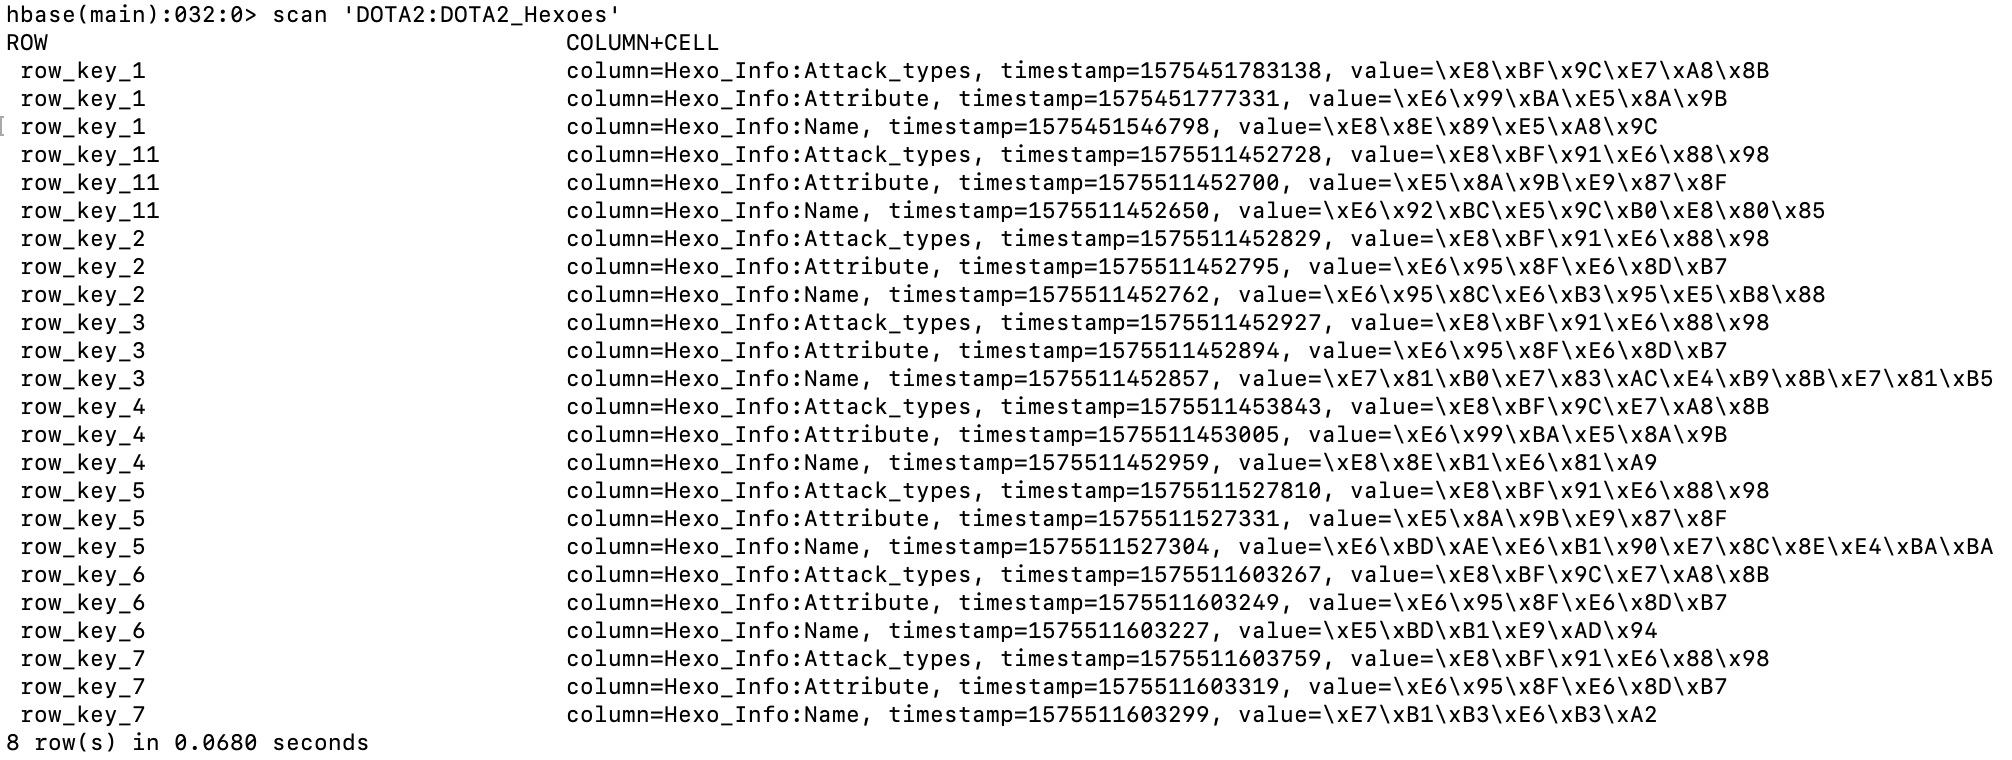 hbase(main):032:0> scan 'DOTA2:DOTA2_Hexoes'
ROW COLUMN+CELL
row_key_1 column=Hexo_Info:Attack_types, timestamp=1575451783138, value=\xE8\xBF\x9C\xE7\xA8\x8B
row_key_1 column=Hexo_Info:Attribute, timestamp=1575451777331, value=\xE6\x99\xBA\xE5\x8A\x9B
row_key_1 column=Hexo_Info:Name, timestamp=1575451546798, value=\xE8\x8E\x89\xE5\xA8\x9C
row_key_11 column=Hexo_Info:Attack_types, timestamp=1575511452728, value=\xE8\xBF\x91\xE6\x88\x98
row_key_11 column=Hexo_Info:Attribute, timestamp=1575511452700, value=\xE5\x8A\x9B\xE9\x87\x8F
row_key_11 column=Hexo_Info:Name, timestamp=1575511452650, value=\xE6\x92\xBC\xE5\x9C\xB0\xE8\x80\x85
row_key_2 column=Hexo_Info:Attack_types, timestamp=1575511452829, value=\xE8\xBF\x91\xE6\x88\x98
row_key_2 column=Hexo_Info:Attribute, timestamp=1575511452795, value=\xE6\x95\x8F\xE6\x8D\xB7
row_key_2 column=Hexo_Info:Name, timestamp=1575511452762, value=\xE6\x95\x8C\xE6\xB3\x95\xE5\xB8\x88
row_key_3 column=Hexo_Info:Attack_types, timestamp=1575511452927, value=\xE8\xBF\x91\xE6\x88\x98
row_key_3 column=Hexo_Info:Attribute, timestamp=1575511452894, value=\xE6\x95\x8F\xE6\x8D\xB7
row_key_3 column=Hexo_Info:Name, timestamp=1575511452857, value=\xE7\x81\xB0\xE7\x83\xAC\xE4\xB9\x8B\xE7\x81\xB5
row_key_4 column=Hexo_Info:Attack_types, timestamp=1575511453843, value=\xE8\xBF\x9C\xE7\xA8\x8B
row_key_4 column=Hexo_Info:Attribute, timestamp=1575511453005, value=\xE6\x99\xBA\xE5\x8A\x9B
row_key_4 column=Hexo_Info:Name, timestamp=1575511452959, value=\xE8\x8E\xB1\xE6\x81\xA9
row_key_5 column=Hexo_Info:Attack_types, timestamp=1575511527810, value=\xE8\xBF\x91\xE6\x88\x98
row_key_5 column=Hexo_Info:Attribute, timestamp=1575511527331, value=\xE5\x8A\x9B\xE9\x87\x8F
row_key_5 column=Hexo_Info:Name, timestamp=1575511527304, value=\xE6\xBD\xAE\xE6\xB1\x90\xE7\x8C\x8E\xE4\xBA\xBA
row_key_6 column=Hexo_Info:Attack_types, timestamp=1575511603267, value=\xE8\xBF\x9C\xE7\xA8\x8B
row_key_6 column=Hexo_Info:Attribute, timestamp=1575511603249, value=\xE6\x95\x8F\xE6\x8D\xB7
row_key_6 column=Hexo_Info:Name, timestamp=1575511603227, value=\xE5\xBD\xB1\xE9\xAD\x94
row_key_7 column=Hexo_Info:Attack_types, timestamp=1575511603759, value=\xE8\xBF\x91\xE6\x88\x98
row_key_7 column=Hexo_Info:Attribute, timestamp=1575511603319, value=\xE6\x95\x8F\xE6\x8D\xB7
row_key_7 column=Hexo_Info:Name, timestamp=1575511603299, value=\xE7\xB1\xB3\xE6\xB3\xA2
8 row(s) in 0.0680 seconds